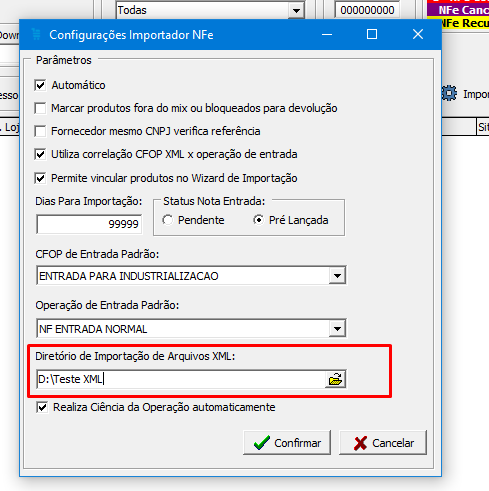 Todas
000000000
NFe Canc
NFe Recu
Down
Configurações Importador NFe
Parâmetros
Automático
Marcar produtos fora do mix ou bloqueados para devolução
Fornecedor mesmo CNPJ verifica referência
Utiliza correlação CFOP XML x operação de entrada
Permite vincular produtos no Wizard de Importação
Dias Para Importação:
99999
Status Nota Entrada:
Pendente
Pré Lançada
CFOP de Entrada Padrão:
ENTRADA PARA INDUSTRIALIZACAO
Operação de Entrada Padrão:
NF ENTRADA NORMAL
Diretório de Importação de Arquivos XML:
D:\Teste XML
Realiza Ciência da Operação automaticamente
Confirmar
Cancelar
essor
Impor
. Loj
Sit